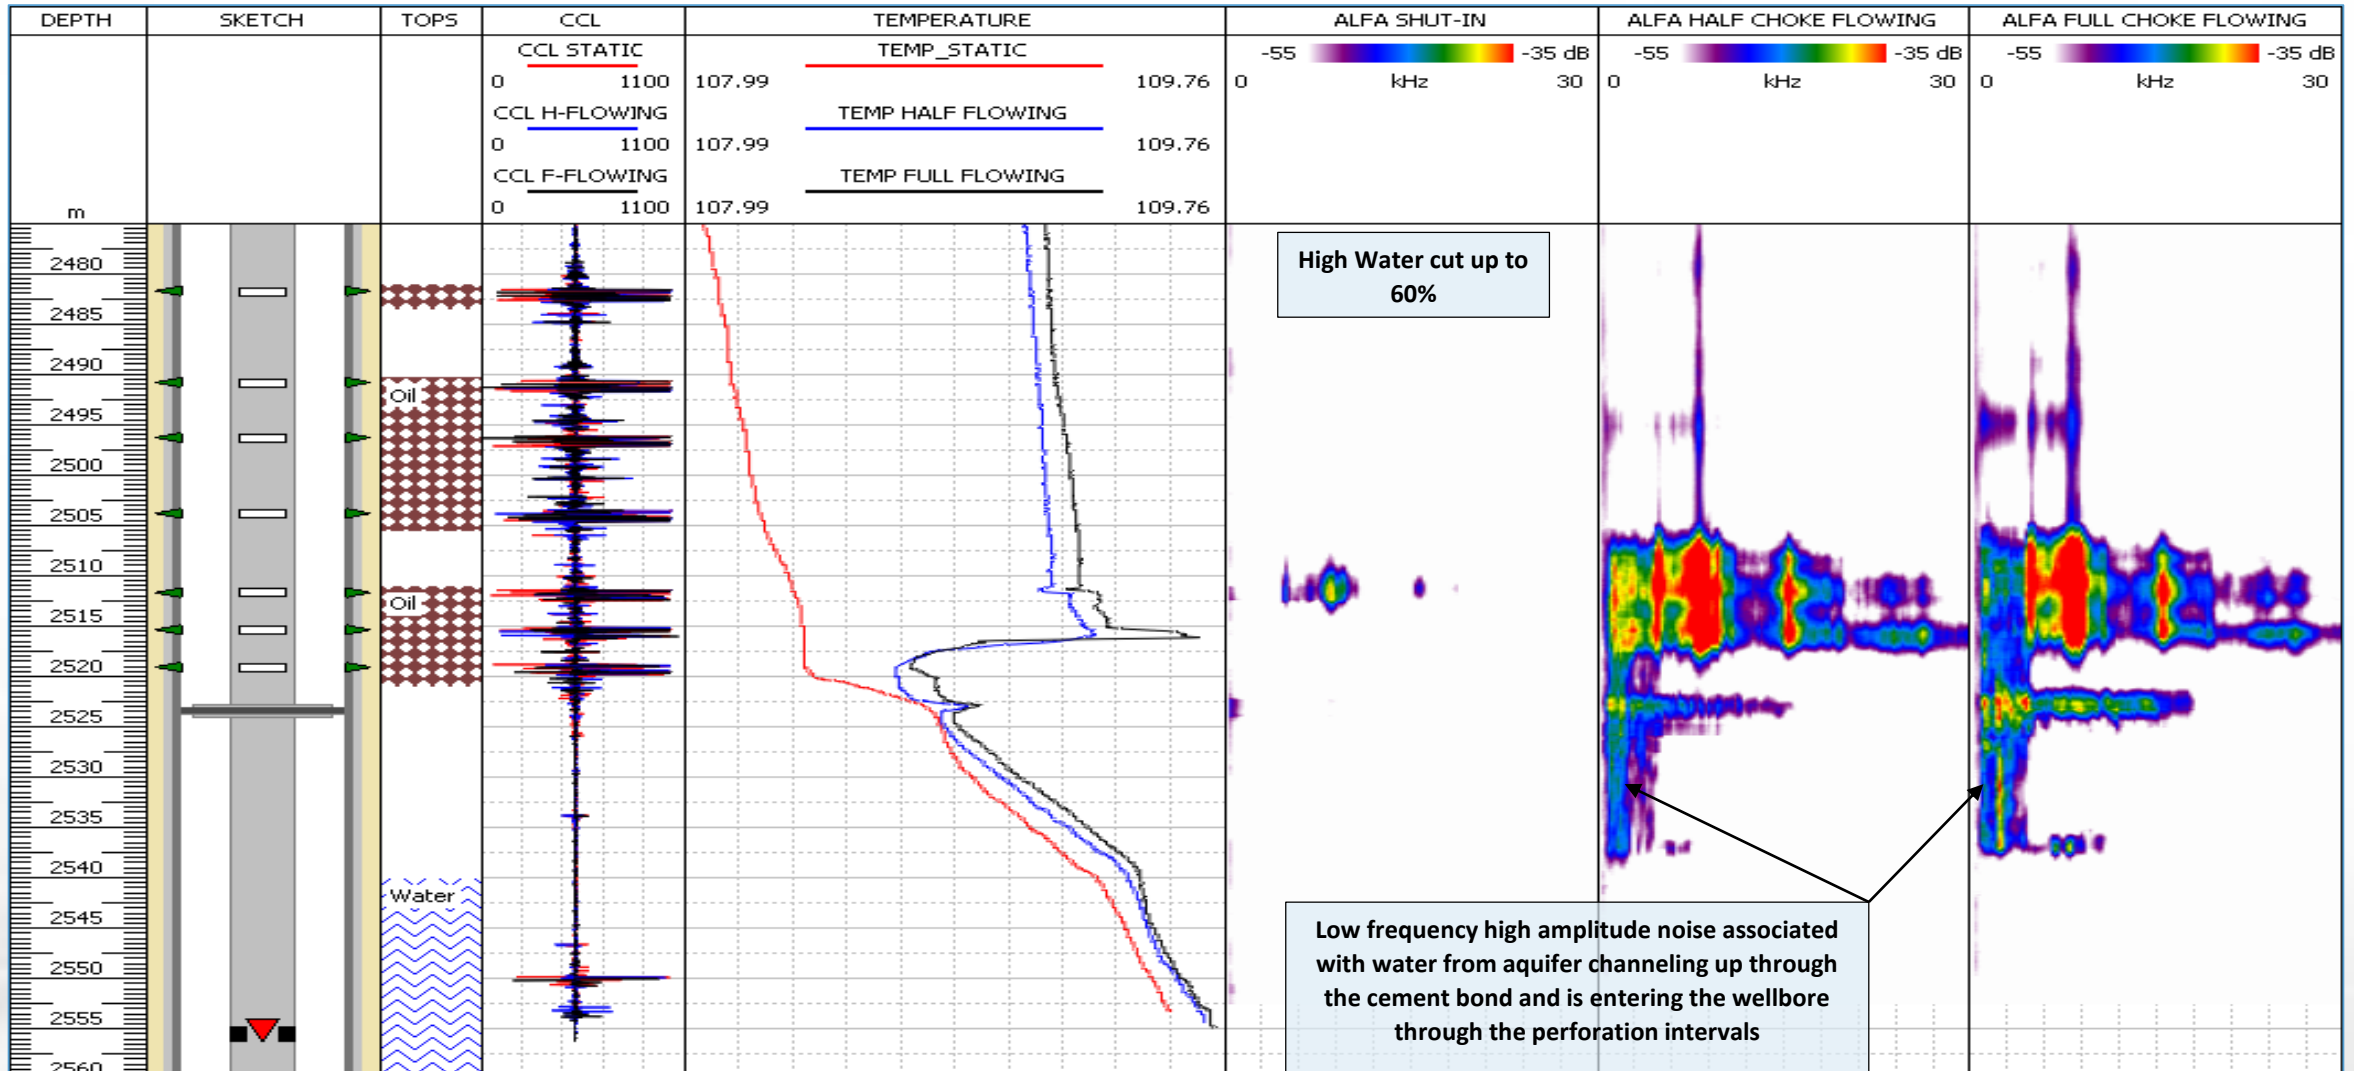 DEPTH SKETCH TOPS CCL TEMPERATURE ALFA SHUT-IN ALFA HALF CHOKE FLOWING ALFA FULL CHOKE FLOWING
CCL STATIC TEMP_STATIC -55 -35 dB -55 -35 dB -55 -35 dB
0 1100 107.99 109.76 0 kHz 30 0 kHz 30 0 kHz 30
CCL H-FLOWING TEMP HALF FLOWING
0 1100 107.99 109.76
CCL F-FLOWING TEMP FULL FLOWING
m 0 1100 107.99 109.76
High Water cut up to
60%
2480
2485
2490
Oil
2495
2500
2505
2510
Oil
2515
2520
2525
2530
2535
2540
Water
2545
2550
2555
2560
Low frequency high amplitude noise associated
with water from aquifer channeling up through
the cement bond and is entering the wellbore
through the perforation intervals